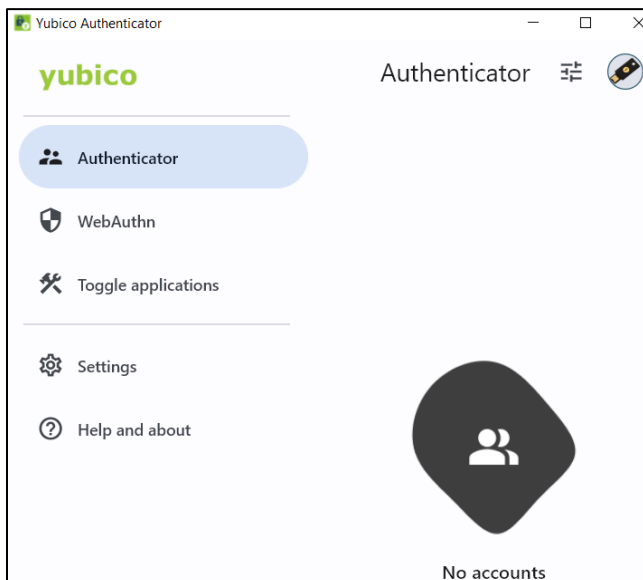 Yubico Authenticator
yubico
Authenticator
Authenticator
WebAuthn
Toggle applications
Settings
Help and about
No accounts